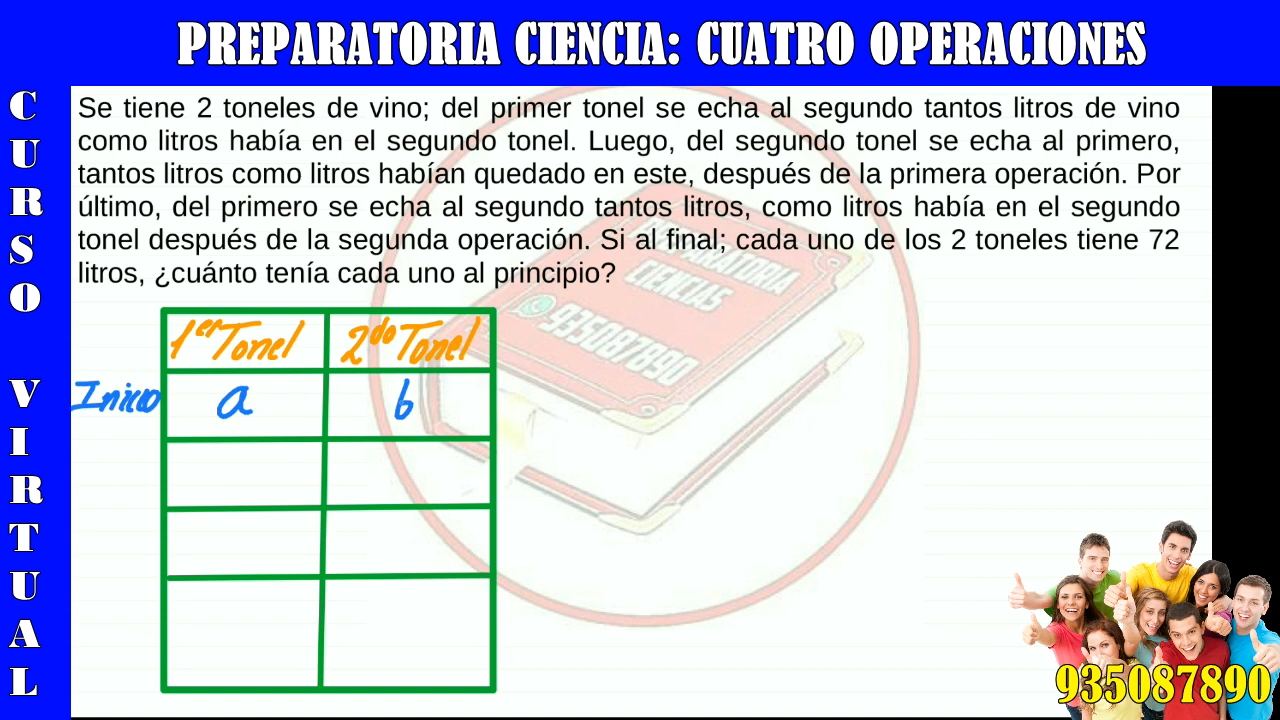 PREPARATORIA CIENCIA: CUATRO OPERACIONES
CURSO VIRTUAL
Se tiene 2 toneles de vino; del primer tonel se echa al segundo tantos litros de vino
como litros había en el segundo tonel. Luego, del segundo tonel se echa al primero,
tantos litros como litros habían quedado en este, después de la primera operación. Por
último, del primero se echa al segundo tantos litros, como litros había en el segundo
tonel después de la segunda operación. Si al final; cada uno de los 2 toneles tiene 72
litros, ¿cuánto tenía cada uno al principio?
PREPARATORIA
CIENCIAS
935087890
1er Tonel 2do Tonel
Inicio a b
935087890